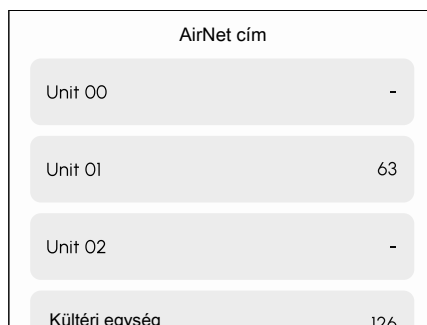 AirNet cím
Unit 00 -
Unit 01 63
Unit 02 -
Kültéri egység 126